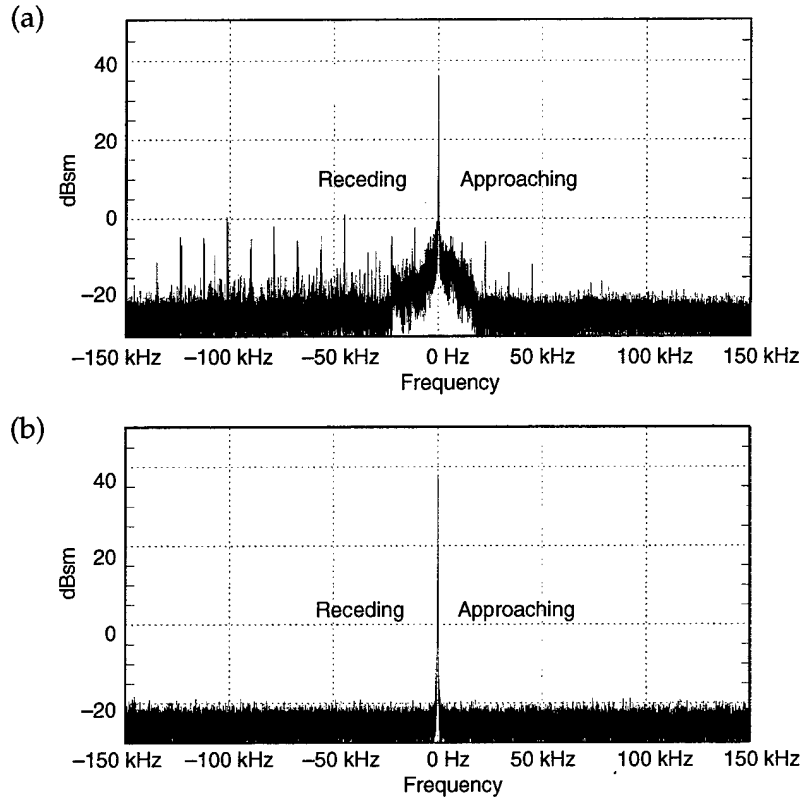 (a)
40
20
0
−20
dBsm
Receding Approaching
−150 kHz −100 kHz −50 kHz 0 Hz 50 kHz 100 kHz 150 kHz
Frequency
(b)
40
20
0
−20
dBsm
Receding Approaching
−150 kHz −100 kHz −50 kHz 0 Hz 50 kHz 100 kHz 150 kHz
Frequency